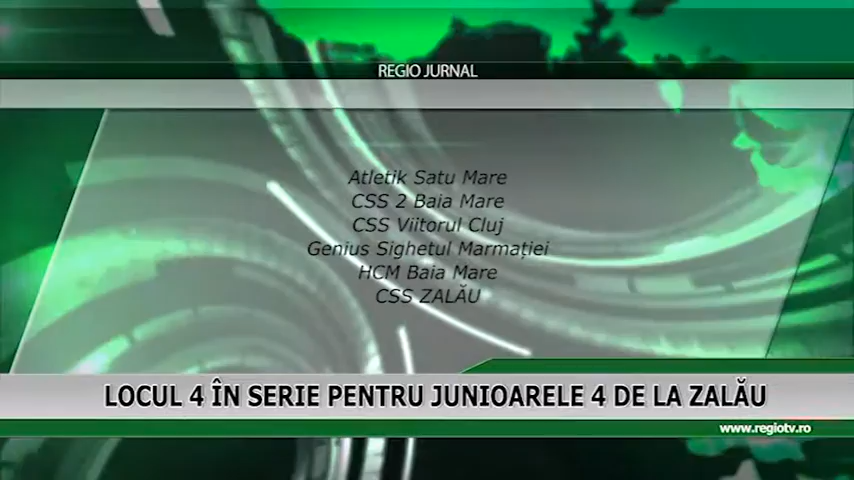 REGIO JURNAL
Atletik Satu Mare
CSS 2 Baia Mare
CSS Viitorul Cluj
Genius Sighetul Marmației
HCM Baia Mare
CSS ZALĂU
LOCUL 4 ÎN SERIE PENTRU JUNIOARELE 4 DE LA ZALĂU
www.regiotv.ro